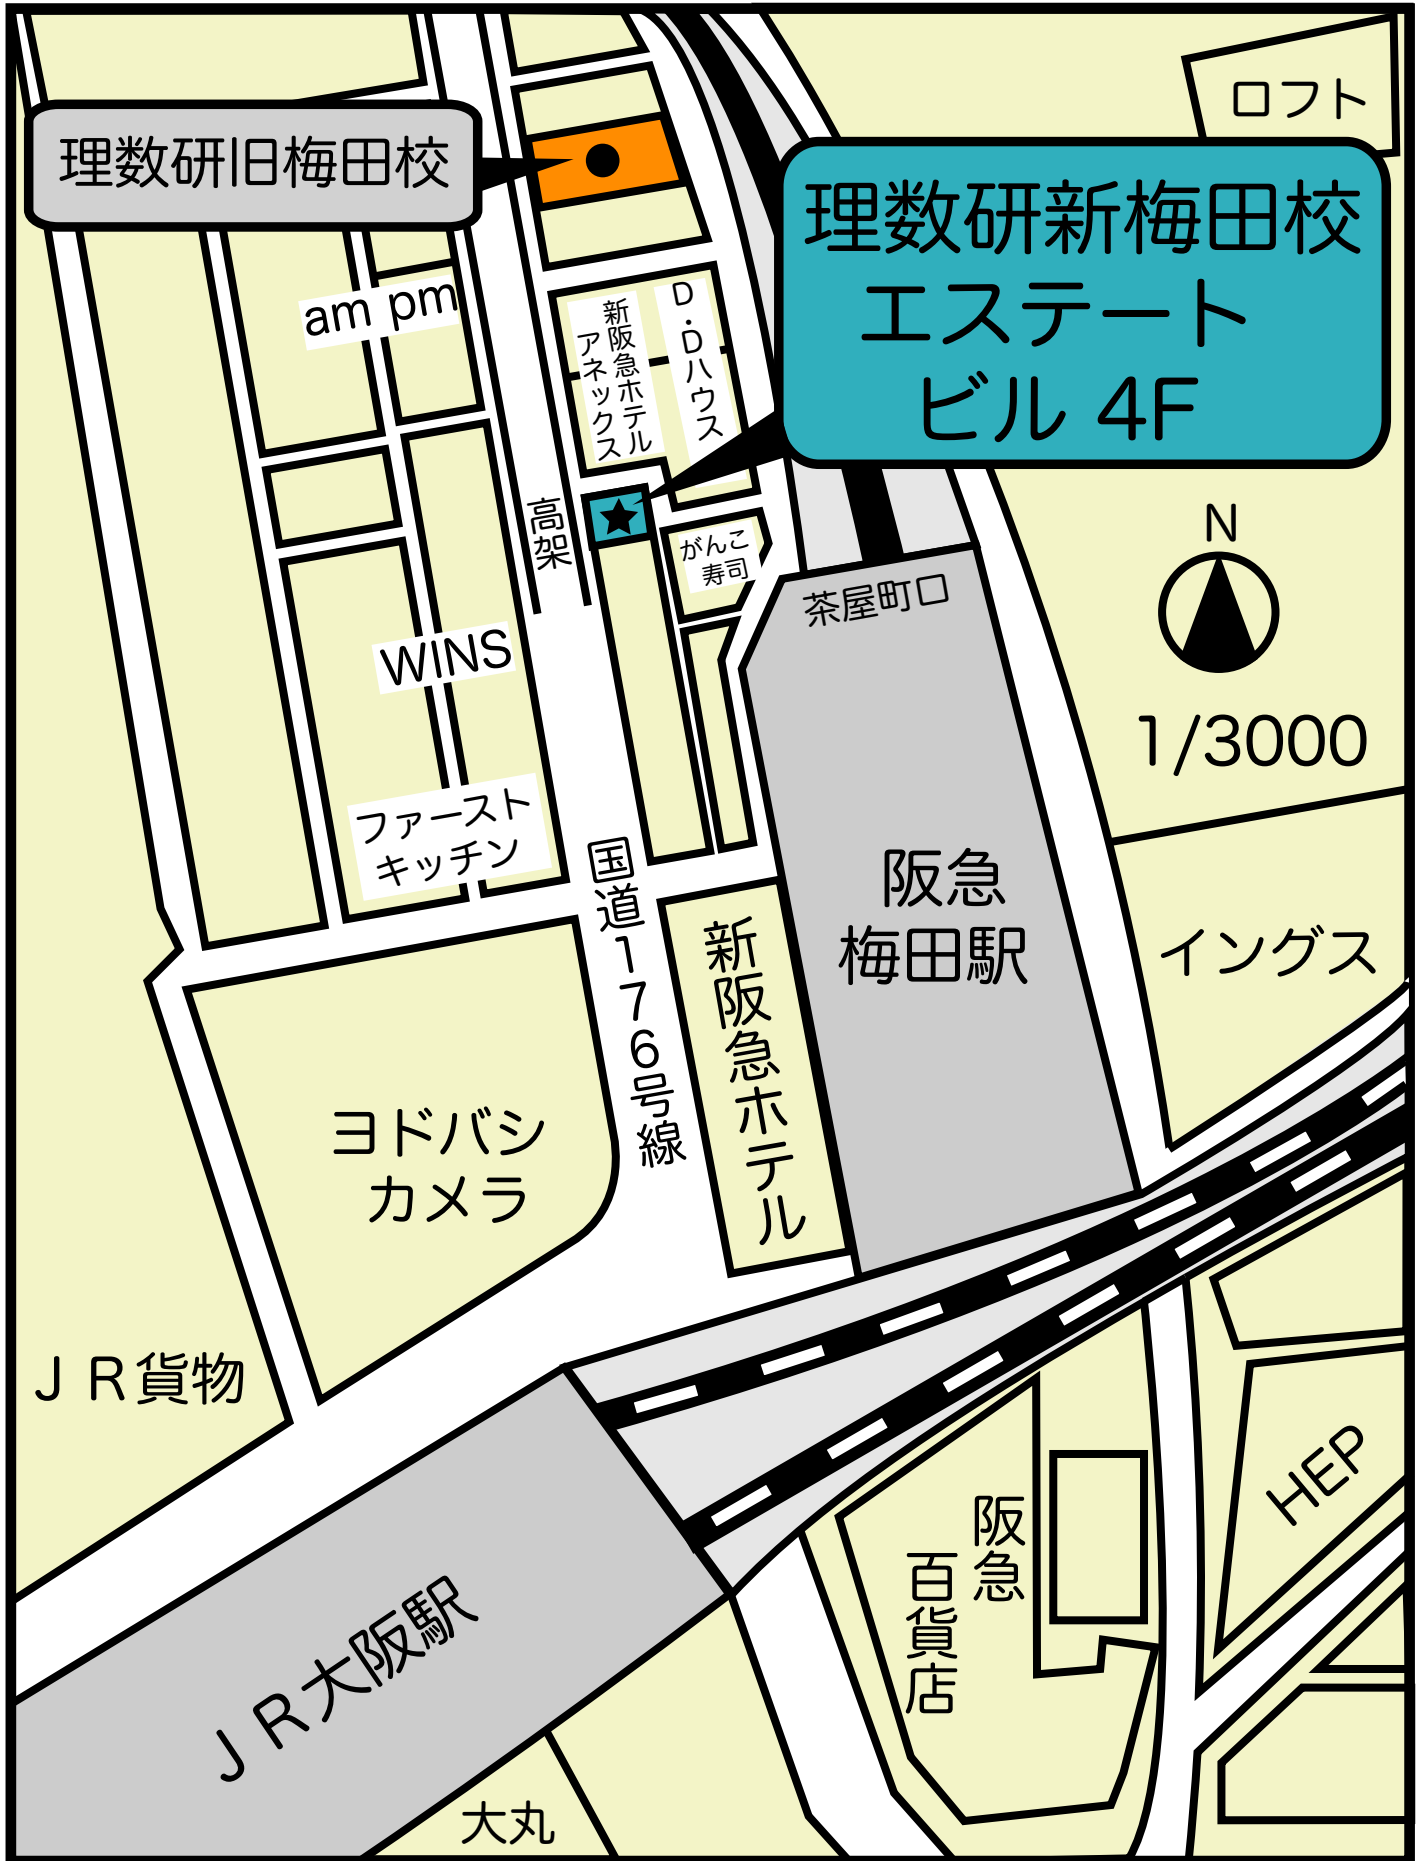 ロフト
理数研旧梅田校
理数研新梅田校
エステート
ビル 4F
am pm
新阪急ホテル
アネックス
D・Dハウス
高架
がんこ
寿司
茶屋町口
N
1/3000
WINS
ファースト
キッチン
国道176号線
阪急
梅田駅
イングス
新阪急ホテル
ヨドバシ
カメラ
JR貨物
HEP
阪急
百貨店
JR大阪駅
大丸